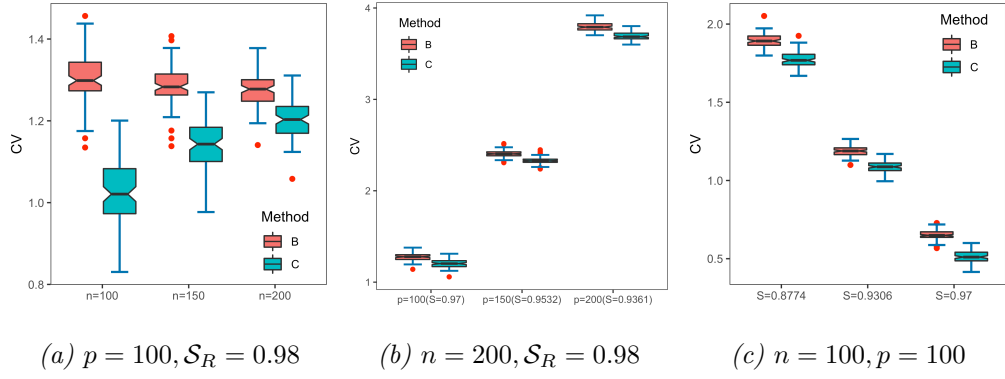 1.4
1.2
1.0
0.8
CV
n=100
n=150
n=200
Method
B
C
4
3
2
1
CV
Method
B
C
p=100(S=0.97)
p=150(S=0.9532)
p=200(S=0.9361)
2.0
1.5
1.0
0.5
CV
Method
B
C
S=0.8774
S=0.9306
S=0.97
(a) p = 100, S_R = 0.98
(b) n = 200, S_R = 0.98
(c) n = 100, p = 100